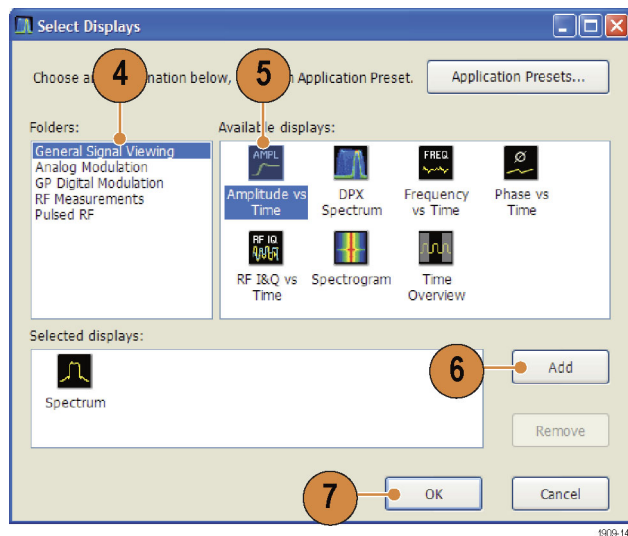 Select Displays
Choose a 4 nation below, 5 n Application Preset. Application Presets...
Folders: Available displays:
General Signal Viewing
Analog Modulation
GP Digital Modulation
RF Measurements
Pulsed RF
AMPL FREQ Ø
Amplitude vs Time
DPX Spectrum
Frequency vs Time
Phase vs Time
RF IQ
RF I&Q vs Time
Spectrogram
Time Overview
Selected displays:
Spectrum
6 Add
Remove
7 OK Cancel
1909-14